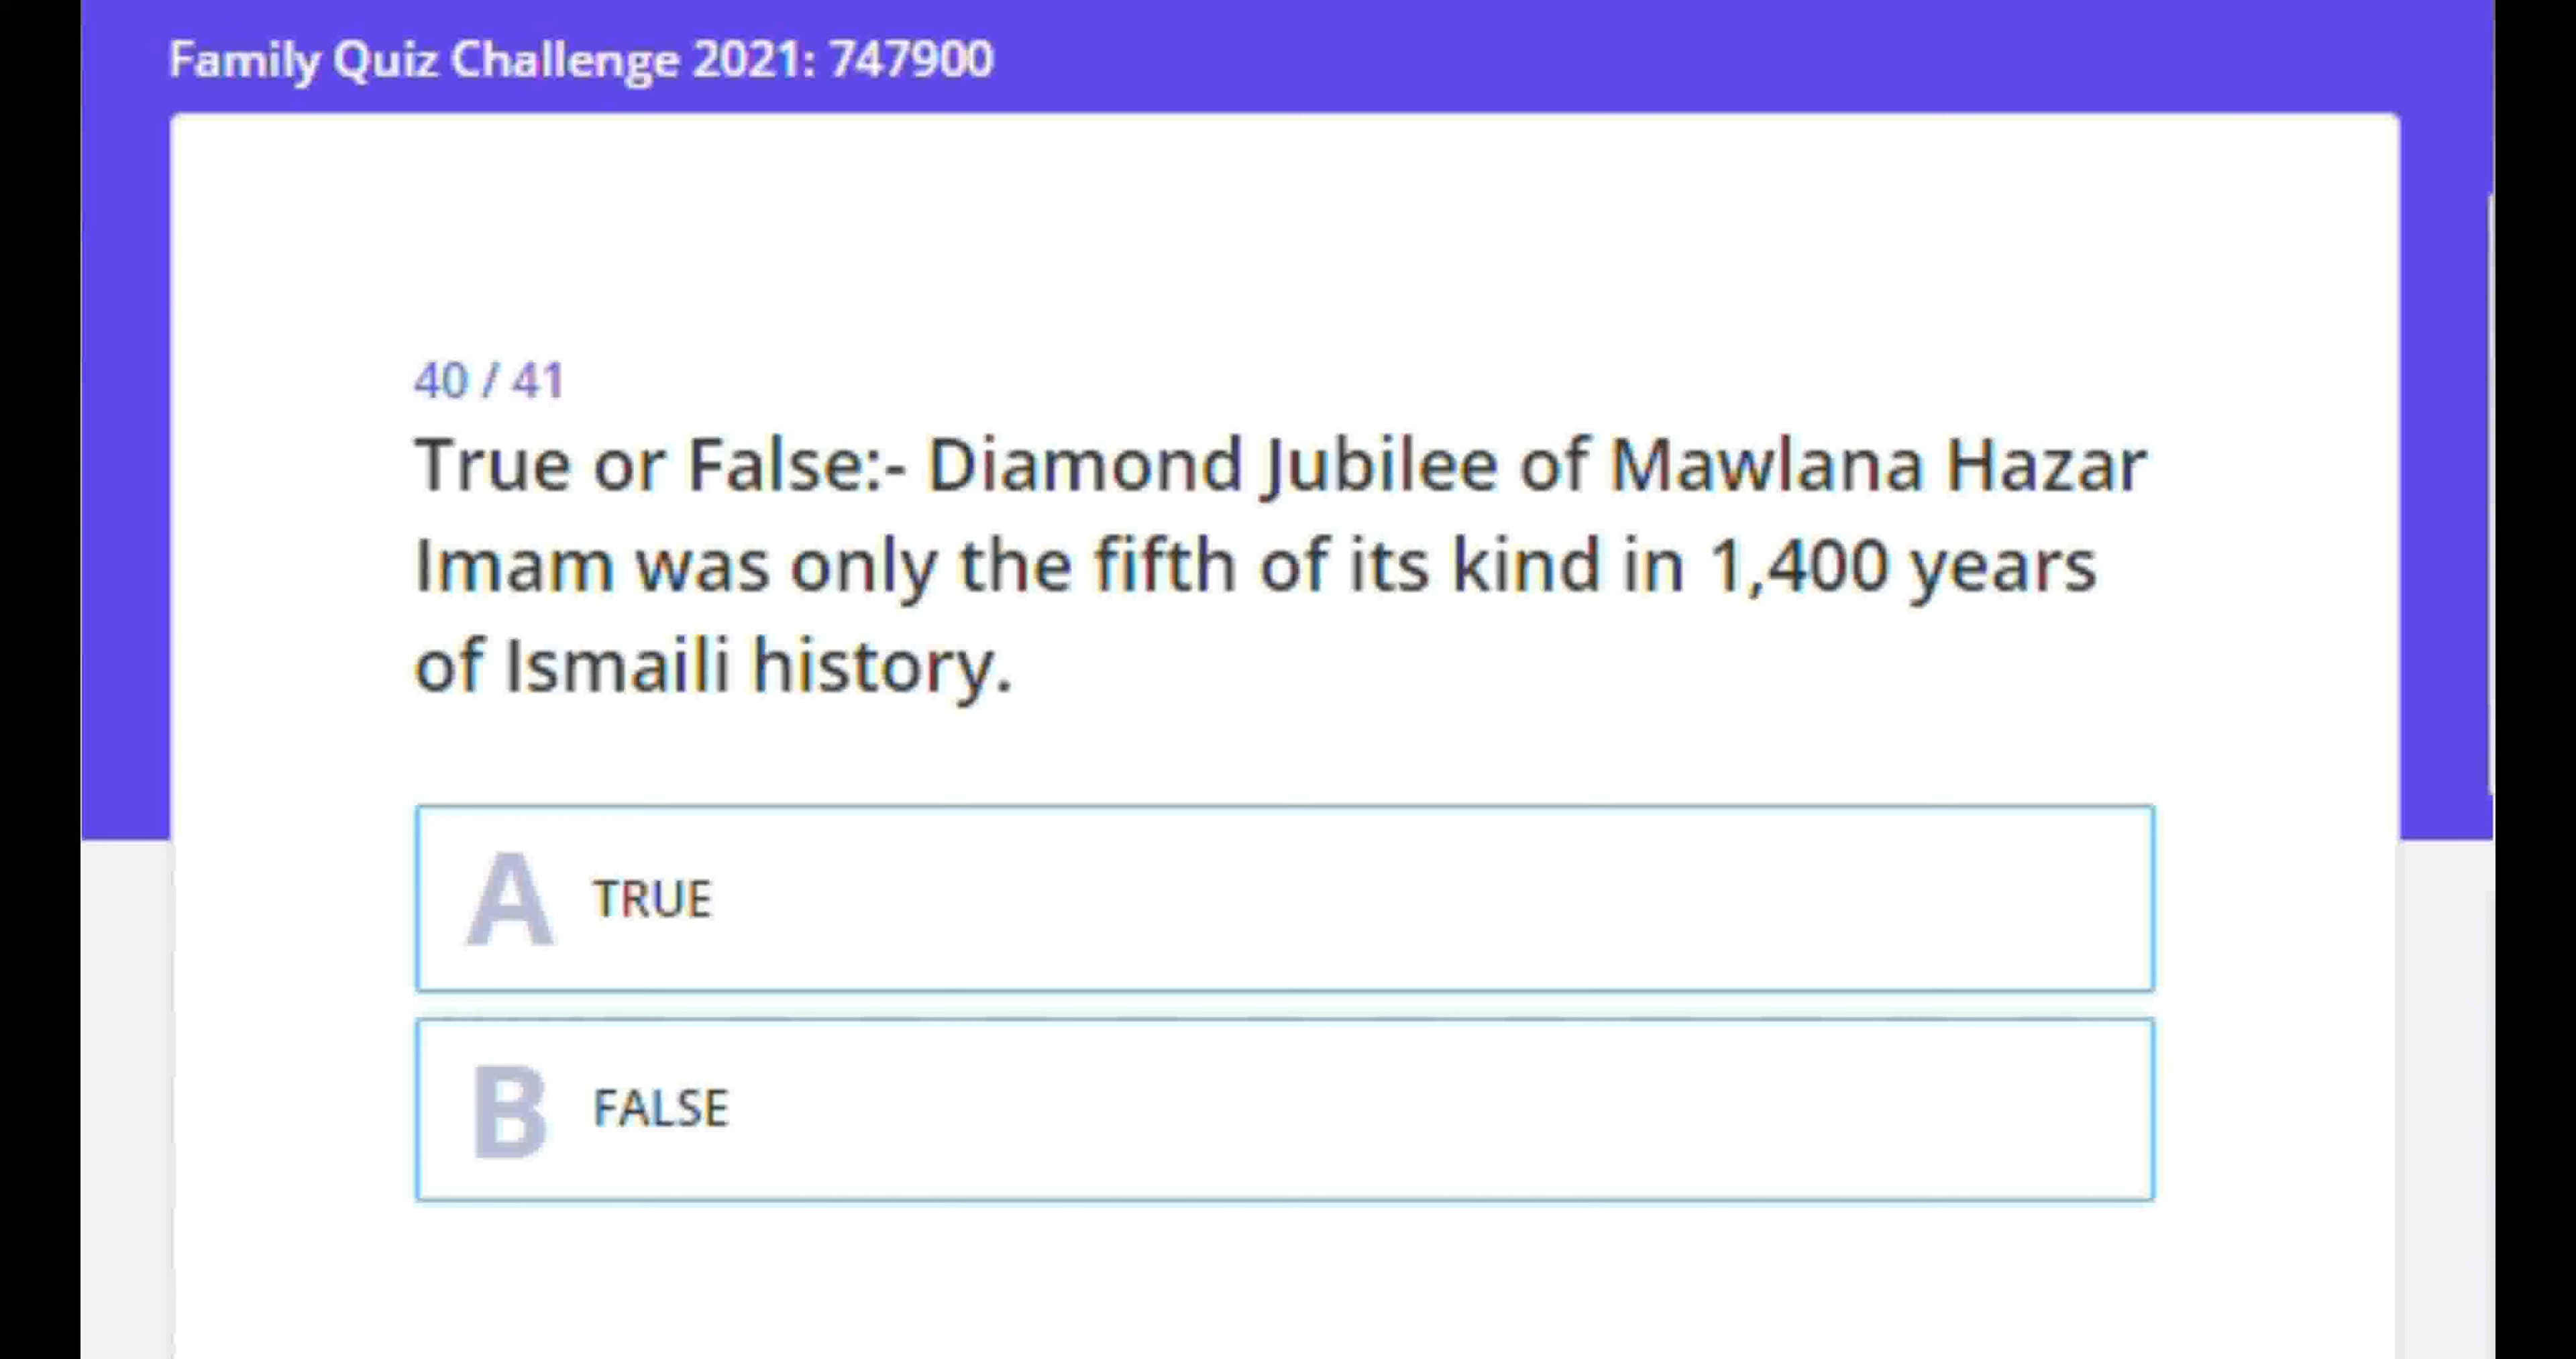 Family Quiz Challenge 2021: 747900
40 / 41
True or False:- Diamond Jubilee of Mawlana Hazar
Imam was only the fifth of its kind in 1,400 years
of Ismaili history.
A TRUE
B FALSE